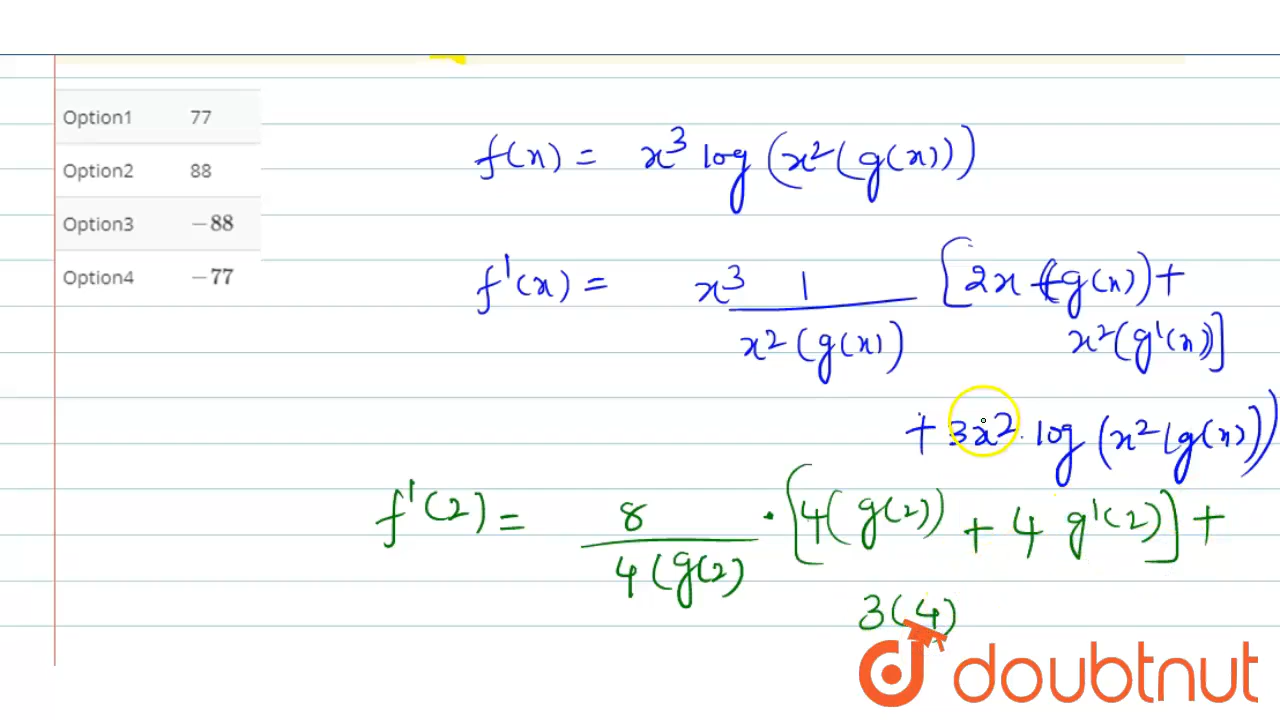 Option1 77
Option2 88
Option3 −88
Option4 −77
f(x) = x³ log (x²(g(x)))
f'(x) = x³ 1 / x²(g(x)) [2x (g(x)) +
x²(g'(x))]
+ 3x². log (x²(g(x)))
f'(2) = 8 / 4(g(2) · [4(g(2)) + 4 g'(2)] +
3(4)
doubtnut